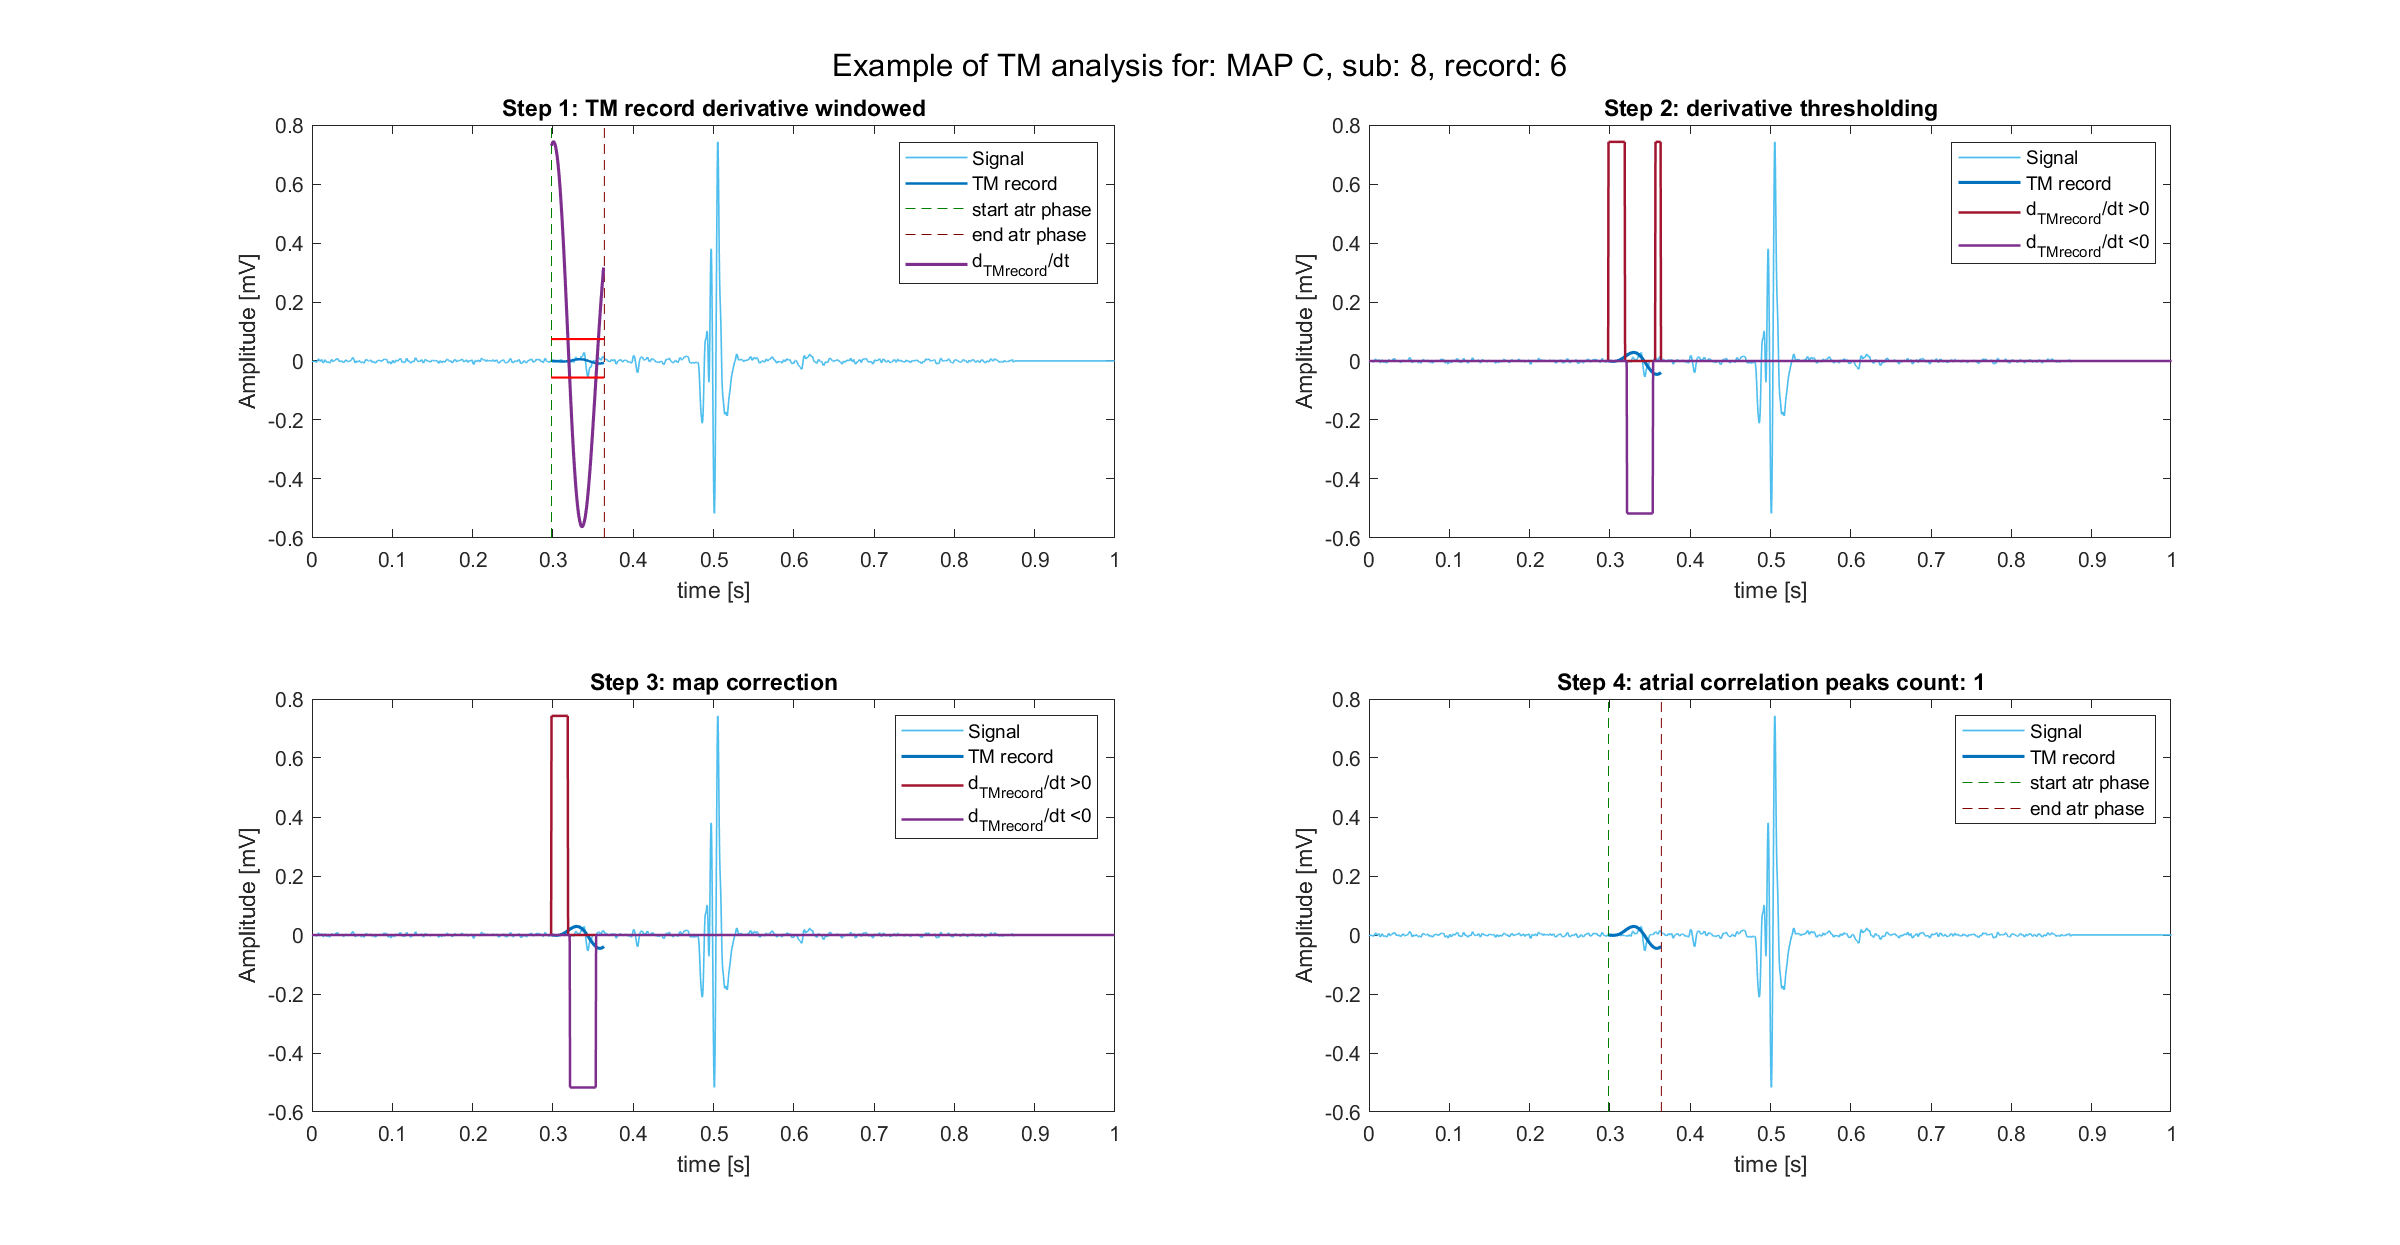 Example of TM analysis for: MAP C, sub: 8, record: 6
Step 1: TM record derivative windowed
0.8
0.6
0.4
0.2
0
-0.2
-0.4
-0.6
Amplitude [mV]
0 0.1 0.2 0.3 0.4 0.5 0.6 0.7 0.8 0.9 1
time [s]
Signal
TM record
start atr phase
end atr phase
dTMrecord/dt
Step 2: derivative thresholding
0.8
0.6
0.4
0.2
0
-0.2
-0.4
-0.6
Amplitude [mV]
0 0.1 0.2 0.3 0.4 0.5 0.6 0.7 0.8 0.9 1
time [s]
Signal
TM record
dTMrecord/dt >0
dTMrecord/dt <0
Step 3: map correction
0.8
0.6
0.4
0.2
0
-0.2
-0.4
-0.6
Amplitude [mV]
0 0.1 0.2 0.3 0.4 0.5 0.6 0.7 0.8 0.9 1
time [s]
Signal
TM record
dTMrecord/dt >0
dTMrecord/dt <0
Step 4: atrial correlation peaks count: 1
0.8
0.6
0.4
0.2
0
-0.2
-0.4
-0.6
Amplitude [mV]
0 0.1 0.2 0.3 0.4 0.5 0.6 0.7 0.8 0.9 1
time [s]
Signal
TM record
start atr phase
end atr phase